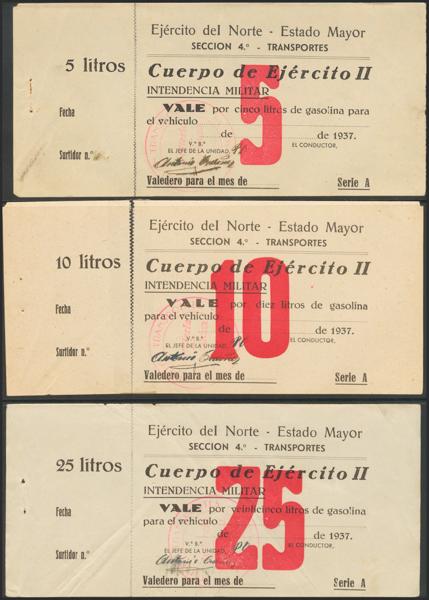 Ejército del Norte - Estado Mayor
SECCION 4.º - TRANSPORTES
5 litros
Cuerpo de Ejército II
INTENDENCIA MILITAR
5
VALE por cinco litros de gasolina para
Fecha
el vehículo
de de 1937.
V.º B.º
Surtidor n.º
EL JEFE DE LA UNIDAD, EL CONDUCTOR,
Antonio
Valedero para el mes de Serie A
Ejército del Norte - Estado Mayor
SECCION 4.º - TRANSPORTES
10 litros
Cuerpo de Ejército II
INTENDENCIA MILITAR
10
VALE por diez litros de gasolina
Fecha
para el vehículo
de de 1937.
V.º B.º
Surtidor n.º
EL JEFE DE LA UNIDAD, EL CONDUCTOR,
Antonio
Valedero para el mes de Serie A
Ejército del Norte - Estado Mayor
SECCION 4.º - TRANSPORTES
25 litros
Cuerpo de Ejército II
INTENDENCIA MILITAR
25
VALE por veinticinco litros de gasolina
Fecha
para el vehículo
de de 1937.
V.º B.º
Surtidor n.º
EL JEFE DE LA UNIDAD, EL CONDUCTOR,
Antonio
Valedero para el mes de Serie A